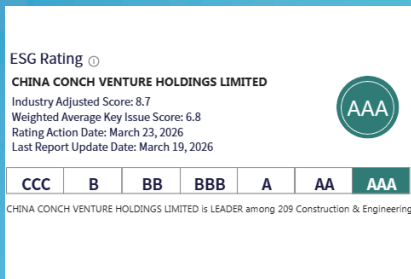 ESG Rating
CHINA CONCH VENTURE HOLDINGS LIMITED
Industry Adjusted Score: 8.7
Weighted Average Key Issue Score: 6.8
Rating Action Date: March 23, 2026
Last Report Update Date: March 19, 2026
AAA
CCC B BB BBB A AA AAA
CHINA CONCH VENTURE HOLDINGS LIMITED is LEADER among 209 Construction & Engineering